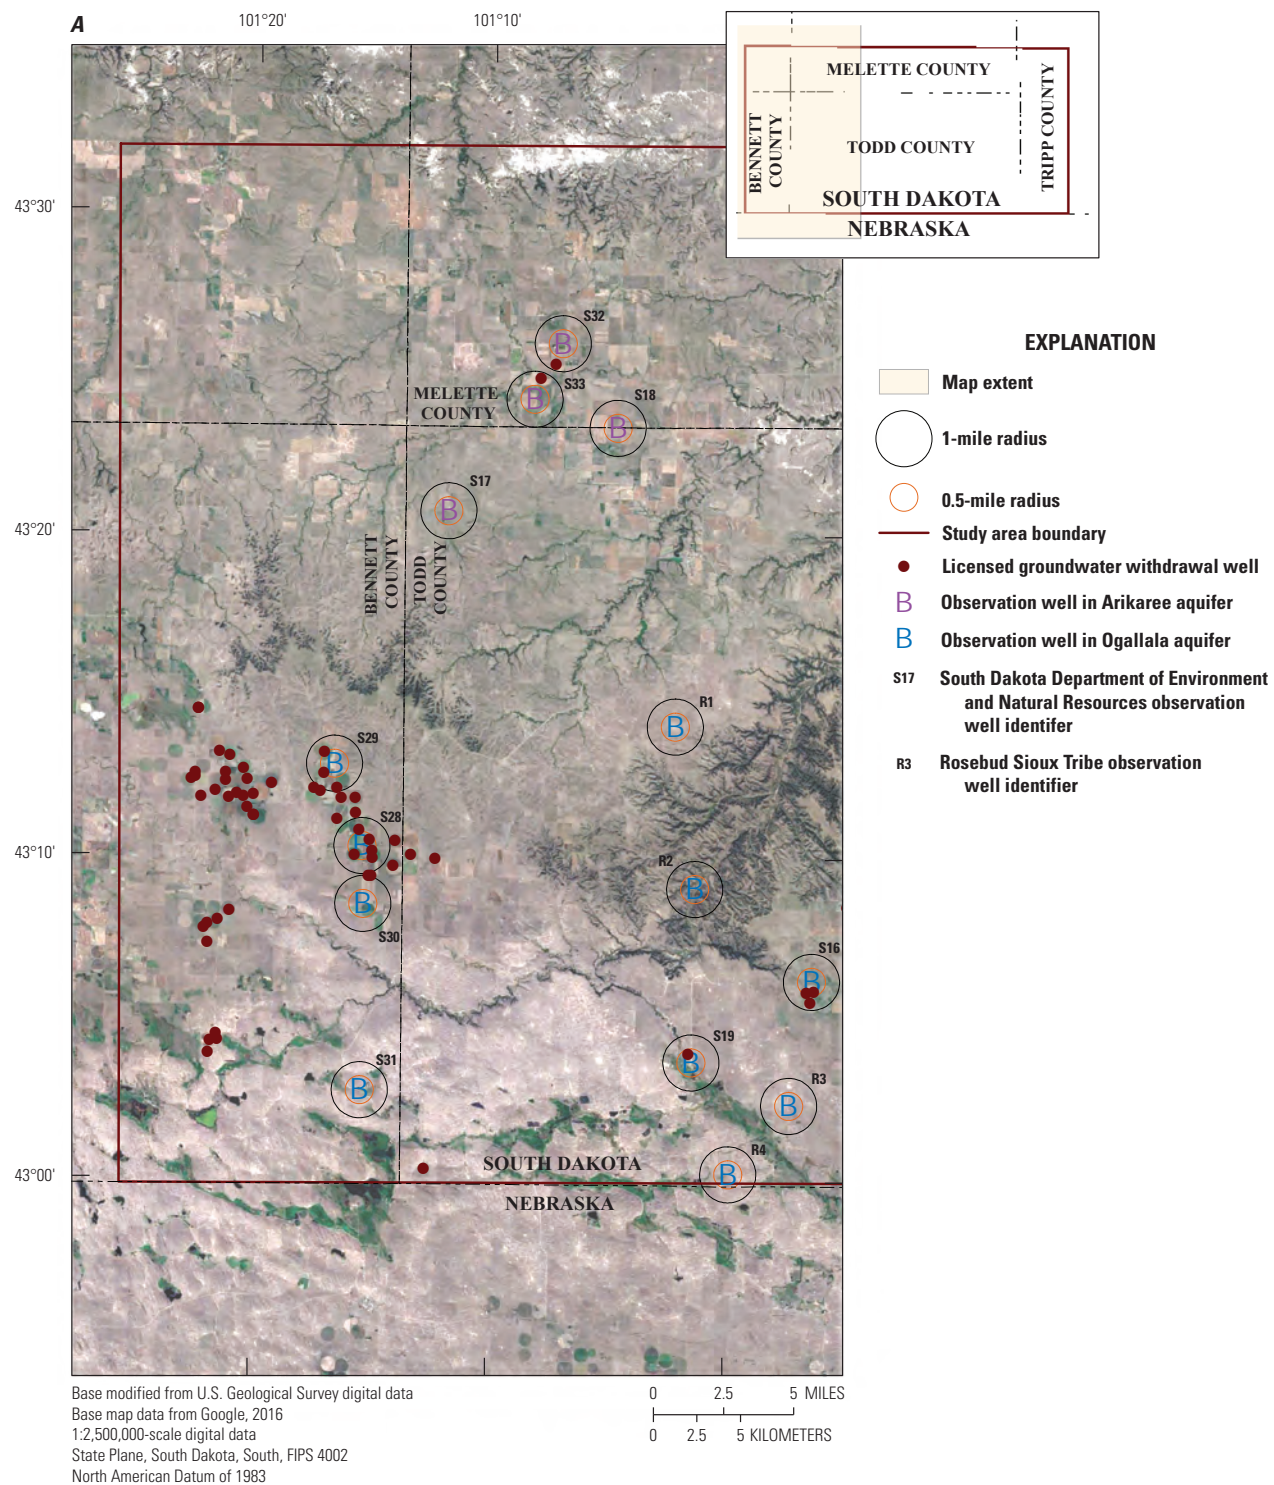 A
101°20'
101°10'
MELETTE COUNTY
BENNETT
COUNTY
TODD COUNTY
TRIPP COUNTY
SOUTH DAKOTA
NEBRASKA
43°30'
S32
S33
S18
MELETTE
COUNTY
S17
43°20'
BENNETT
COUNTY
TODD
COUNTY
R1
S29
S28
43°10'
R2
S30
S16
S19
S31
R3
R4
43°00'
SOUTH DAKOTA
NEBRASKA
B
B
B
B
B
B
B
B
B
B
B
B
B
B
EXPLANATION
Map extent
1-mile radius
0.5-mile radius
Study area boundary
Licensed groundwater withdrawal well
B Observation well in Arikaree aquifer
B Observation well in Ogallala aquifer
S17 South Dakota Department of Environment
and Natural Resources observation
well identifer
R3 Rosebud Sioux Tribe observation
well identifier
Base modified from U.S. Geological Survey digital data
Base map data from Google, 2016
1:2,500,000-scale digital data
State Plane, South Dakota, South, FIPS 4002
North American Datum of 1983
0 2.5 5 MILES
0 2.5 5 KILOMETERS